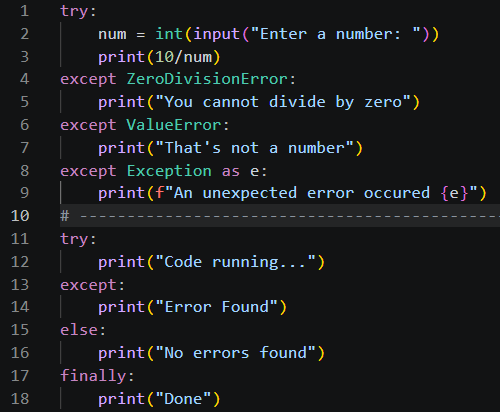 1 try:
2     num = int(input("Enter a number: "))
3     print(10/num)
4 except ZeroDivisionError:
5     print("You cannot divide by zero")
6 except ValueError:
7     print("That's not a number")
8 except Exception as e:
9     print(f"An unexpected error occured {e}")
10 # --------------------------------------------
11 try:
12     print("Code running...")
13 except:
14     print("Error Found")
15 else:
16     print("No errors found")
17 finally:
18     print("Done")